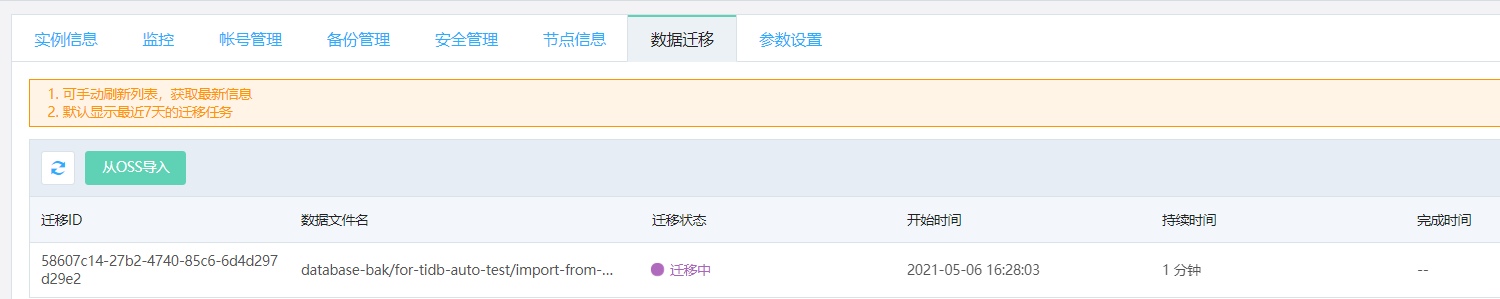 实例信息 监控 帐号管理 备份管理 安全管理 节点信息 数据迁移 参数设置
1. 可手动刷新列表，获取最新信息
2. 默认显示最近7天的迁移任务
从OSS导入
迁移ID 数据文件名 迁移状态 开始时间 持续时间 完成时间
58607c14-27b2-4740-85c6-6d4d297
d29e2
database-bak/for-tidb-auto-test/import-from-... 迁移中 2021-05-06 16:28:03 1 分钟 --